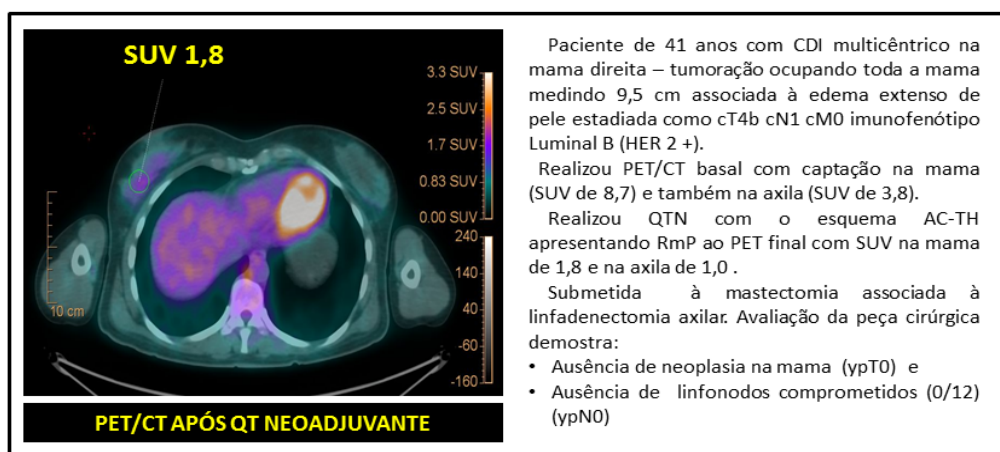 SUV 1,8
3.3 SUV
2.5 SUV
1.7 SUV
0.83 SUV
0.00 SUV
240
140
40
-60
-160
10 cm
PET/CT APÓS QT NEOADJUVANTE
Paciente de 41 anos com CDI multicêntrico na
mama direita – tumoração ocupando toda a mama
medindo 9,5 cm associada à edema extenso de
pele estadiada como cT4b cN1 cM0 imunofenótipo
Luminal B (HER 2 +).
Realizou PET/CT basal com captação na mama
(SUV de 8,7) e também na axila (SUV de 3,8).
Realizou QTN com o esquema AC-TH
apresentando RmP ao PET final com SUV na mama
de 1,8 e na axila de 1,0 .
Submetida à mastectomia associada à
linfadenectomia axilar. Avaliação da peça cirúrgica
demostra:
• Ausência de neoplasia na mama (ypT0) e
• Ausência de linfonodos comprometidos (0/12)
(ypN0)